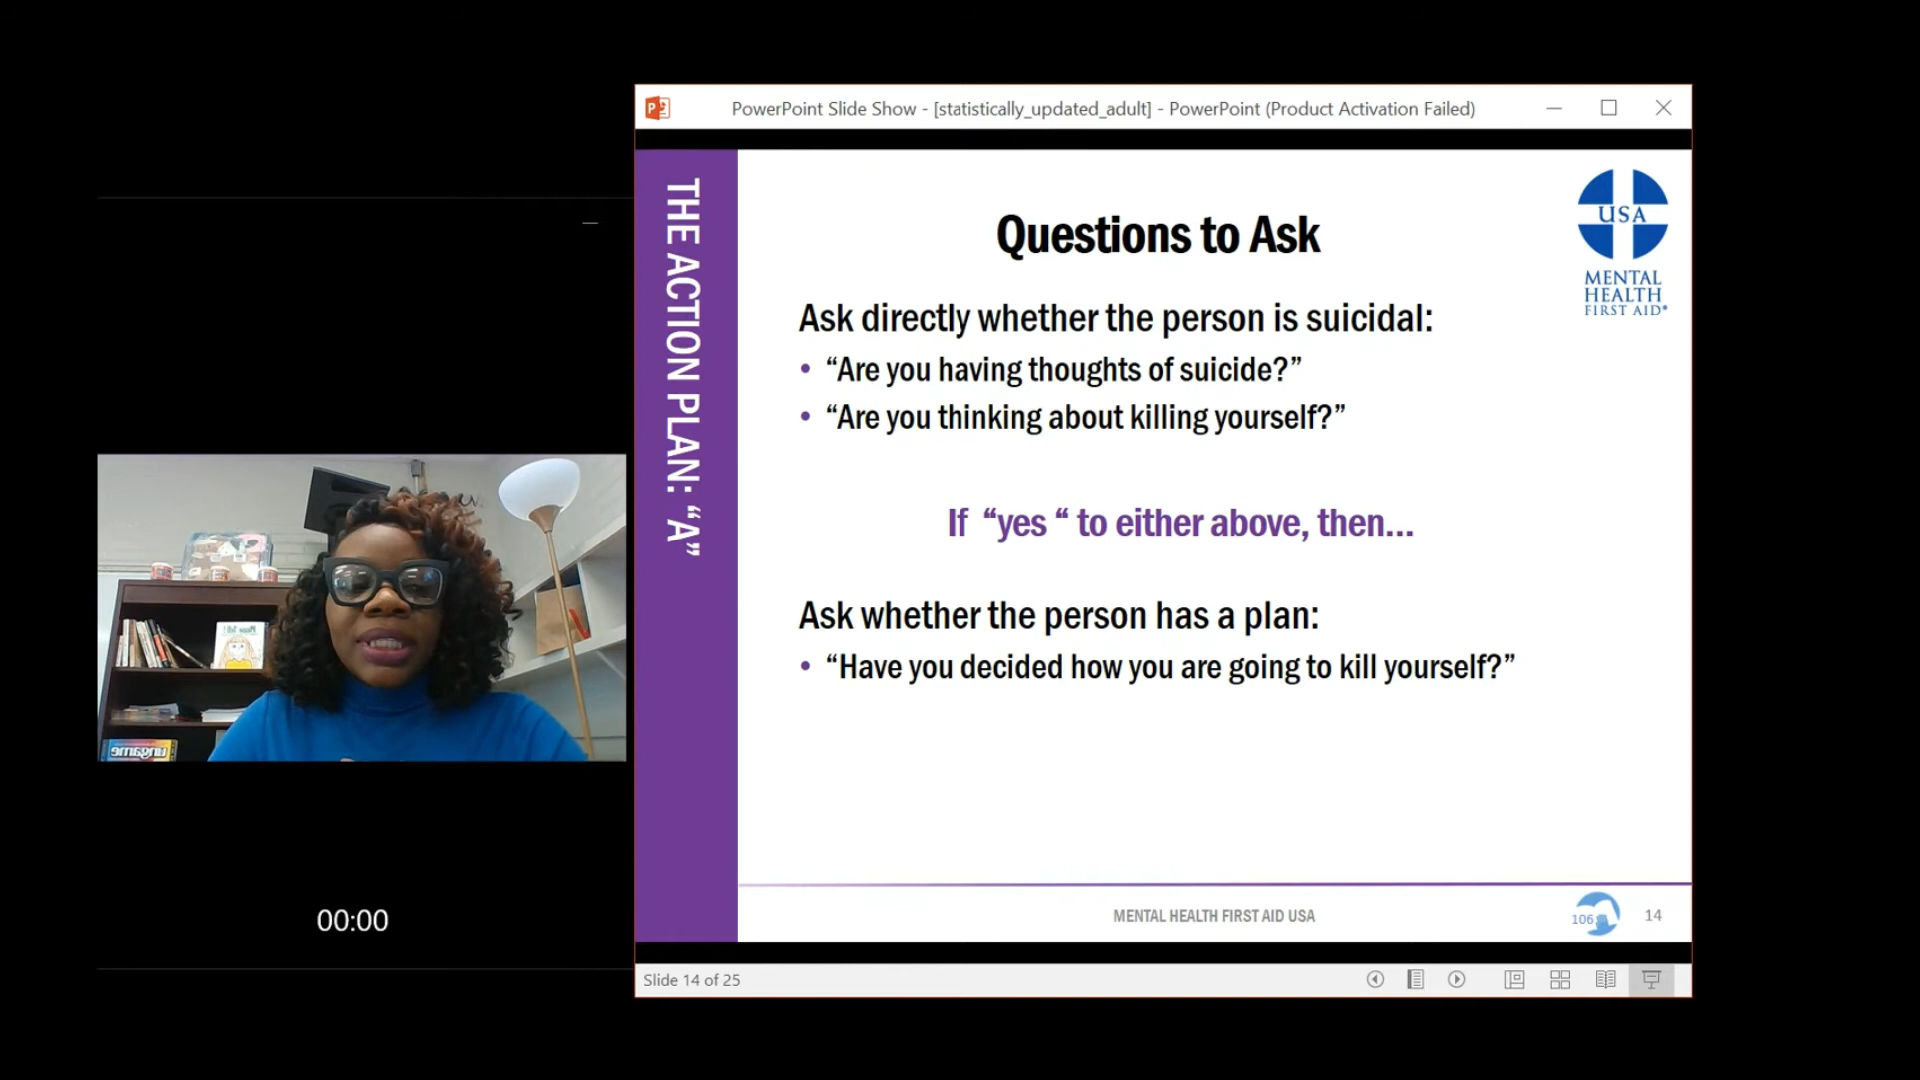 PowerPoint Slide Show - [statistically_updated_adult] - PowerPoint (Product Activation Failed)
THE ACTION PLAN: “A”
USA
MENTAL
HEALTH
FIRST AID®
Questions to Ask
Ask directly whether the person is suicidal:
• “Are you having thoughts of suicide?”
• “Are you thinking about killing yourself?”
If “yes “ to either above, then...
Ask whether the person has a plan:
• “Have you decided how you are going to kill yourself?”
ungame
00:00
MENTAL HEALTH FIRST AID USA
106
14
Slide 14 of 25